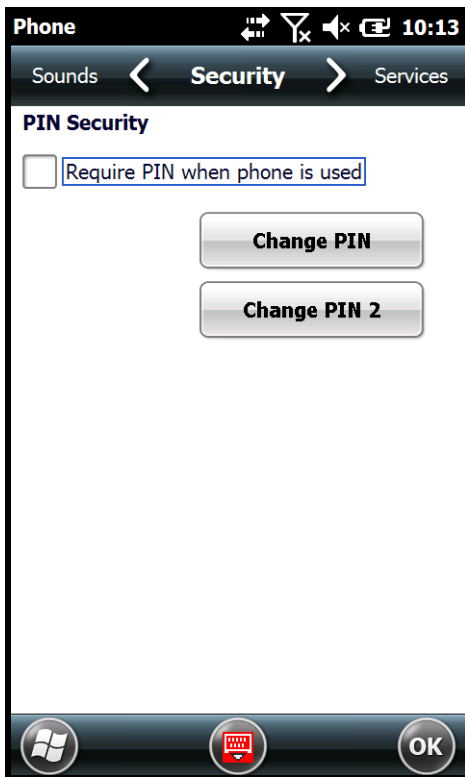 Phone 10:13
Sounds Security Services
PIN Security
Require PIN when phone is used
Change PIN
Change PIN 2
OK